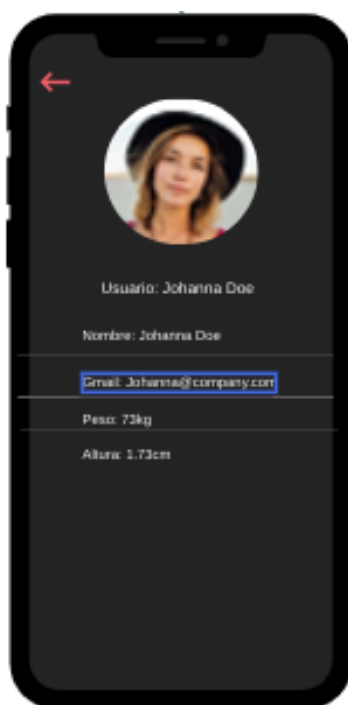 Usuario: Johanna Doe
Nombre: Johanna Doe
Gmail: Johanna@company.com
Peso: 73kg
Altura: 1.73cm